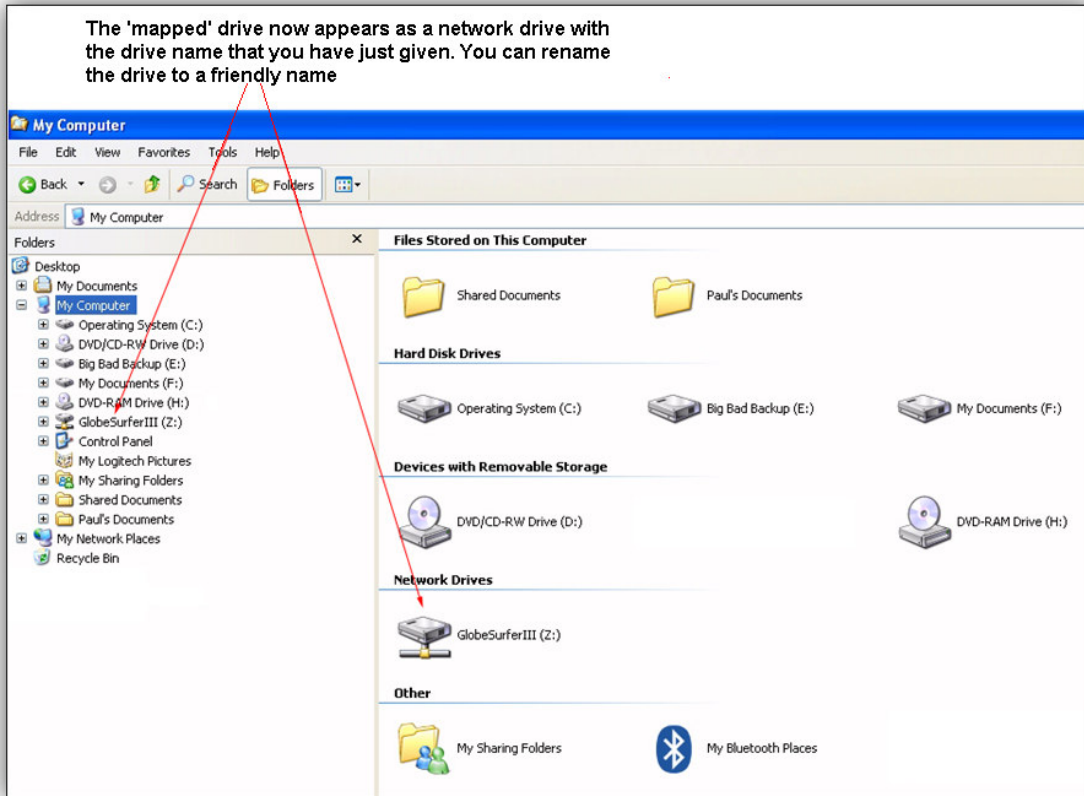 The 'mapped' drive now appears as a network drive with
the drive name that you have just given. You can rename
the drive to a friendly name
My Computer
File Edit View Favorites Tools Help
Back Search Folders
Address My Computer
Folders
Desktop
My Documents
My Computer
Operating System (C:)
DVD/CD-RW Drive (D:)
Big Bad Backup (E:)
My Documents (F:)
DVD-RAM Drive (H:)
GlobeSurferIII (Z:)
Control Panel
My Logitech Pictures
My Sharing Folders
Shared Documents
Paul's Documents
My Network Places
Recycle Bin
Files Stored on This Computer
Shared Documents Paul's Documents
Hard Disk Drives
Operating System (C:) Big Bad Backup (E:) My Documents (F:)
Devices with Removable Storage
DVD/CD-RW Drive (D:) DVD-RAM Drive (H:)
Network Drives
GlobeSurferIII (Z:)
Other
My Sharing Folders My Bluetooth Places